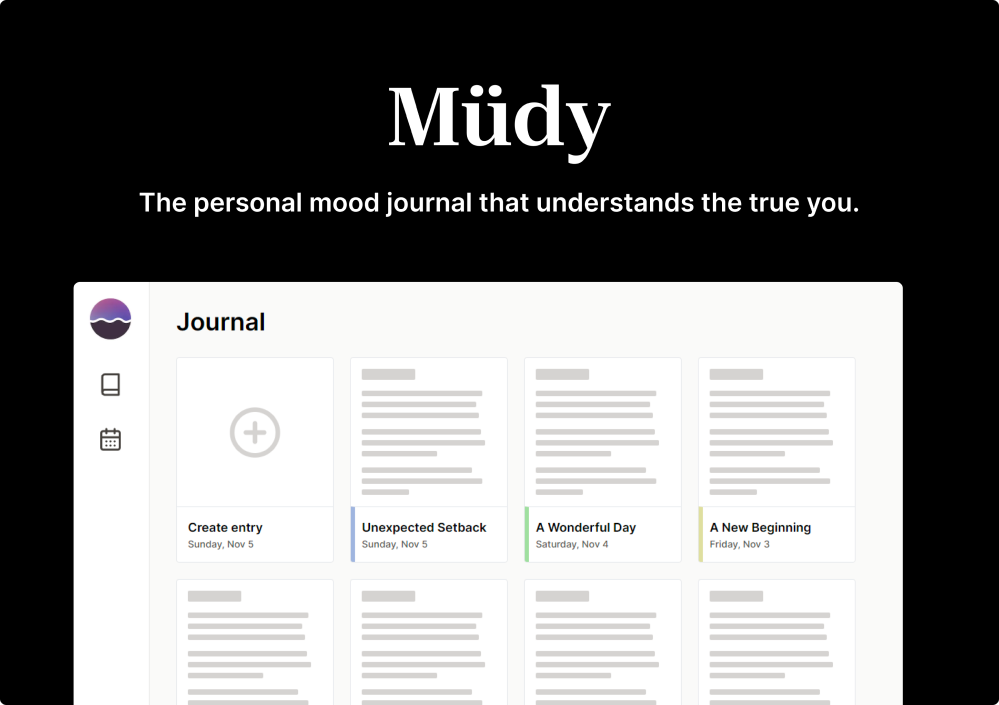 Müdy
The personal mood journal that understands the true you.
Journal
Create entry
Sunday, Nov 5
Unexpected Setback
Sunday, Nov 5
A Wonderful Day
Saturday, Nov 4
A New Beginning
Friday, Nov 3